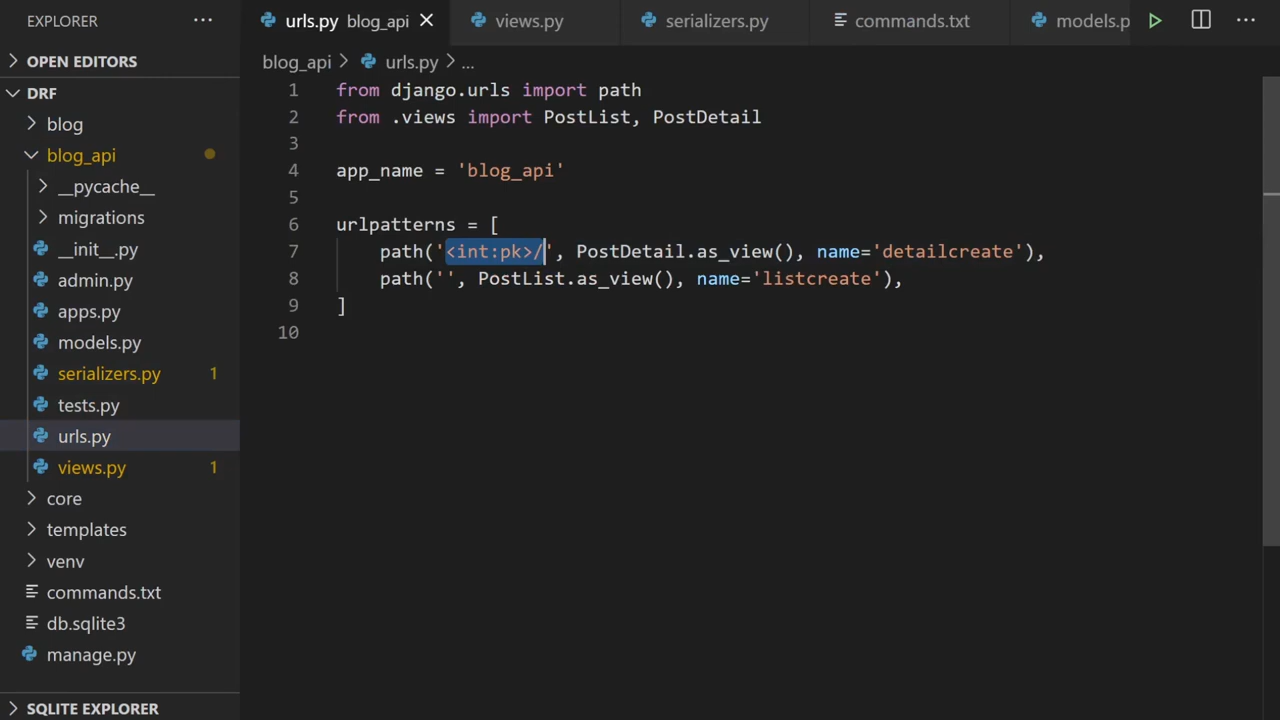 EXPLORER
OPEN EDITORS
DRF
blog
blog_api
__pycache__
migrations
__init__.py
admin.py
apps.py
models.py
serializers.py 1
tests.py
urls.py
views.py 1
core
templates
venv
commands.txt
db.sqlite3
manage.py
SQLITE EXPLORER
urls.py blog_api views.py serializers.py commands.txt models.p
blog_api > urls.py > ...
1 from django.urls import path
2 from .views import PostList, PostDetail
3
4 app_name = 'blog_api'
5
6 urlpatterns = [
7 path('<int:pk>/', PostDetail.as_view(), name='detailcreate'),
8 path('', PostList.as_view(), name='listcreate'),
9 ]
10